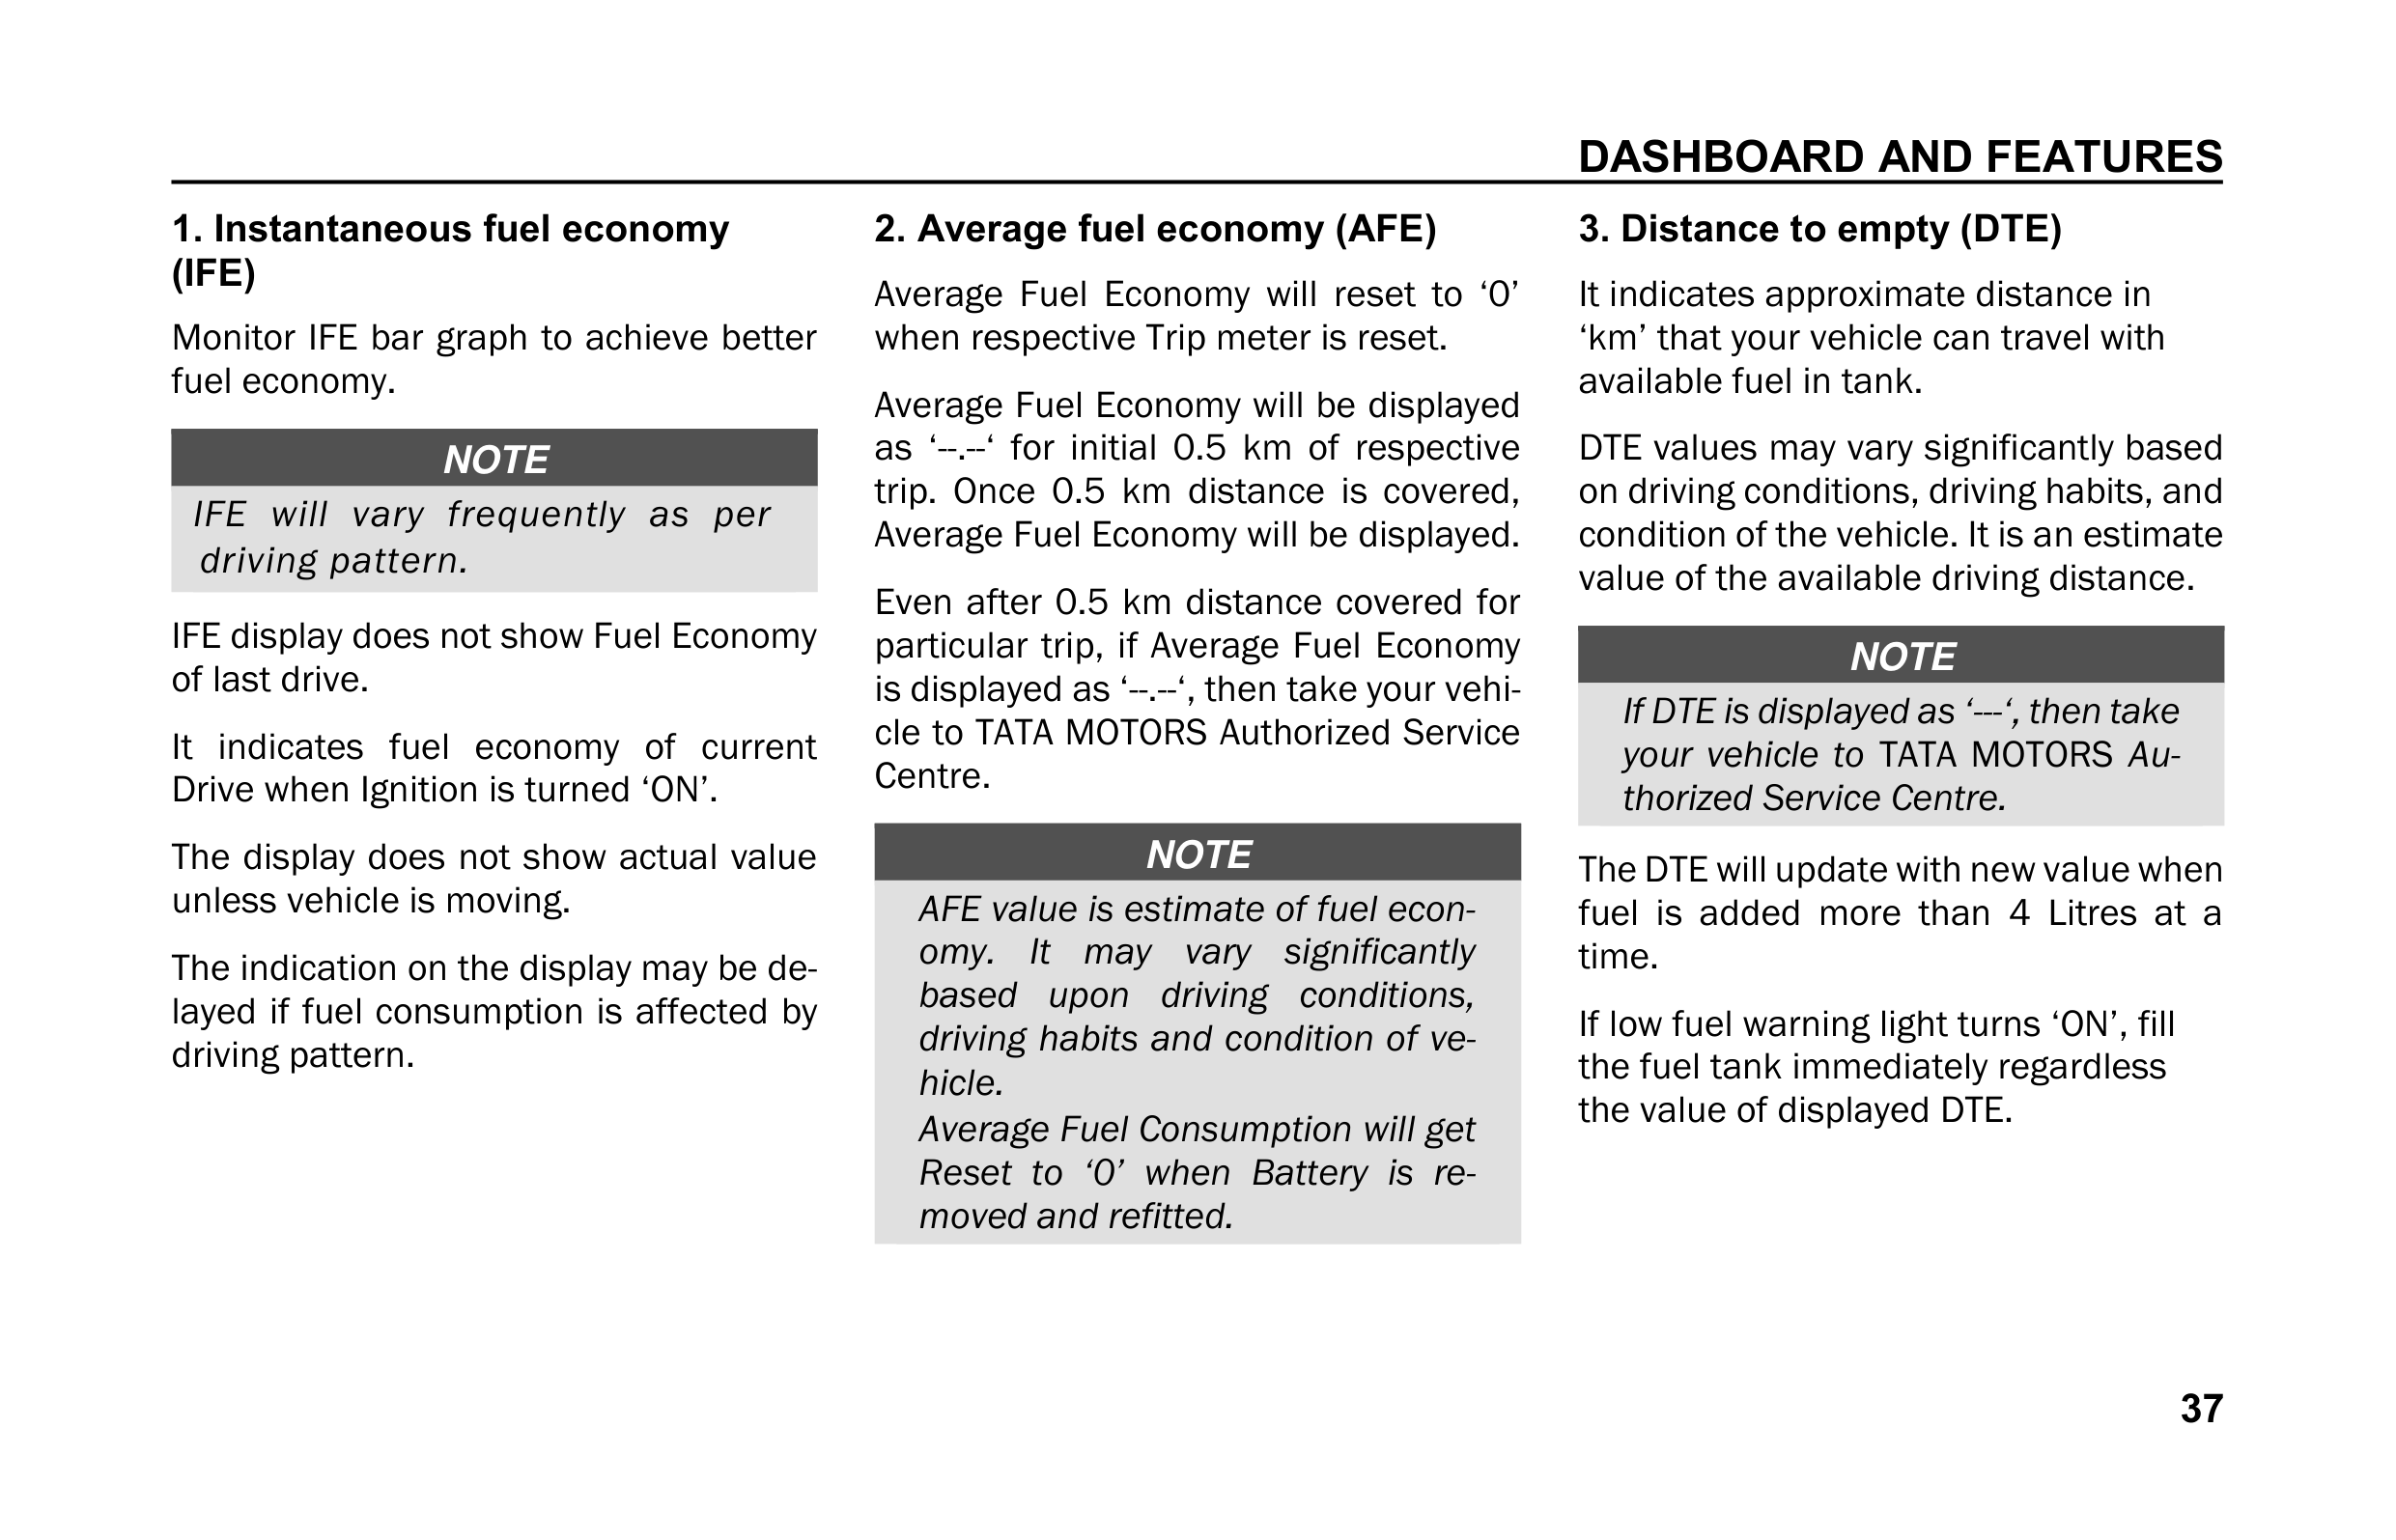 DASHBOARD AND FEATURES
1. Instantaneous fuel economy
(IFE)
Monitor IFE bar graph to achieve better
fuel economy.
NOTE
IFE will vary frequently as per
driving pattern.
IFE display does not show Fuel Economy
of last drive.
It indicates fuel economy of current
Drive when Ignition is turned ‘ON’.
The display does not show actual value
unless vehicle is moving.
The indication on the display may be de-
layed if fuel consumption is affected by
driving pattern.
2. Average fuel economy (AFE)
Average Fuel Economy will reset to ‘0’
when respective Trip meter is reset.
Average Fuel Economy will be displayed
as ‘--.--‘ for initial 0.5 km of respective
trip. Once 0.5 km distance is covered,
Average Fuel Economy will be displayed.
Even after 0.5 km distance covered for
particular trip, if Average Fuel Economy
is displayed as ‘--.--‘, then take your vehi-
cle to TATA MOTORS Authorized Service
Centre.
NOTE
AFE value is estimate of fuel econ-
omy. It may vary significantly
based upon driving conditions,
driving habits and condition of ve-
hicle.
Average Fuel Consumption will get
Reset to ‘0’ when Battery is re-
moved and refitted.
3. Distance to empty (DTE)
It indicates approximate distance in
‘km’ that your vehicle can travel with
available fuel in tank.
DTE values may vary significantly based
on driving conditions, driving habits, and
condition of the vehicle. It is an estimate
value of the available driving distance.
NOTE
If DTE is displayed as ‘---‘, then take
your vehicle to TATA MOTORS Au-
thorized Service Centre.
The DTE will update with new value when
fuel is added more than 4 Litres at a
time.
If low fuel warning light turns ‘ON’, fill
the fuel tank immediately regardless
the value of displayed DTE.
37